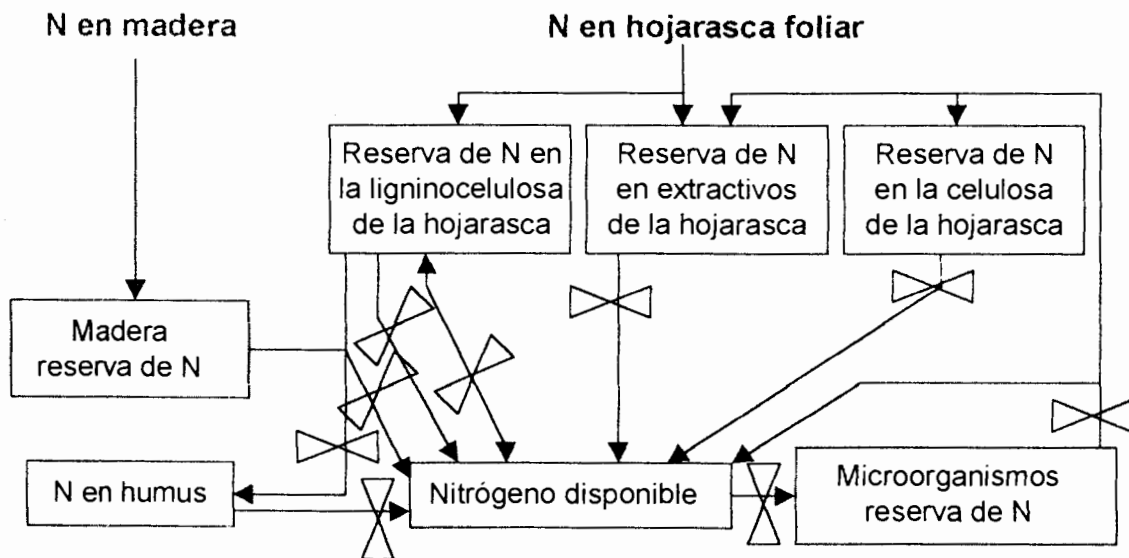 N en madera
N en hojarasca foliar
Reserva de N en
la ligninocelulosa
de la hojarasca
Reserva de N
en extractivos
de la hojarasca
Reserva de N
en la celulosa
de la hojarasca
Madera
reserva de N
N en humus
Nitrógeno disponible
Microorganismos
reserva de N